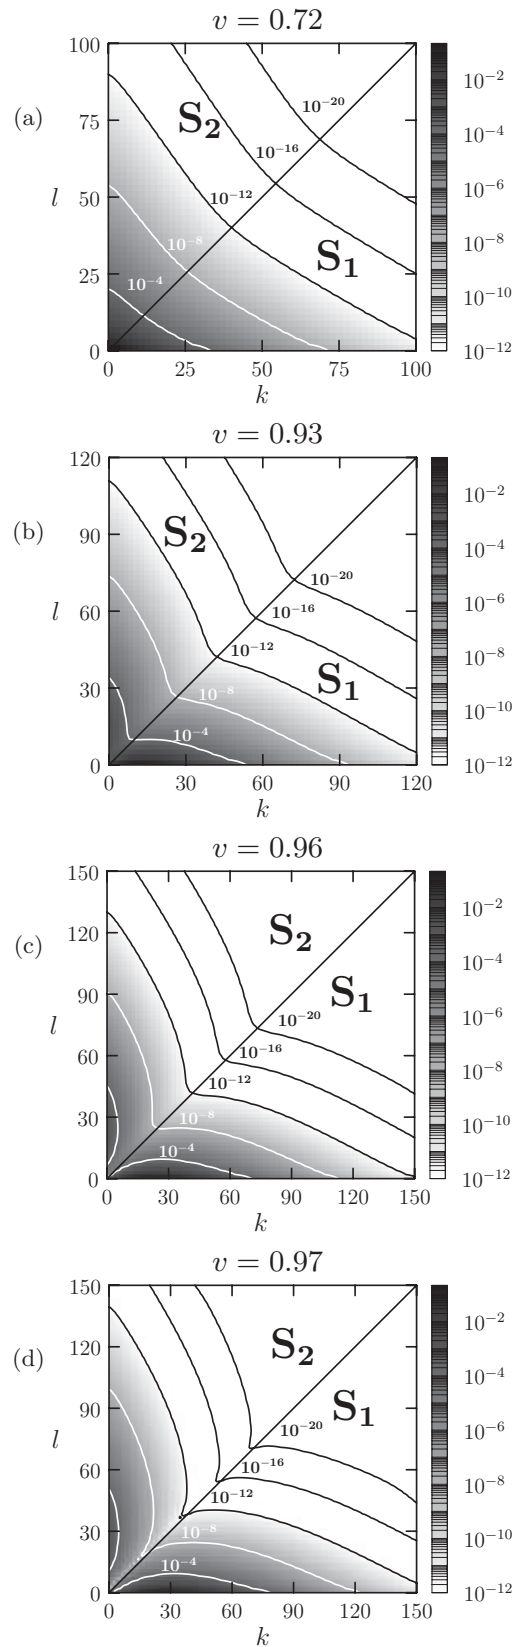 v = 0.72
(a)
100
75
l
50
25
0
S₂
S₁
10⁻²⁰
10⁻¹⁶
10⁻¹²
10⁻⁸
10⁻⁴
0 25 50 75 100
k
10⁻²
10⁻⁴
10⁻⁶
10⁻⁸
10⁻¹⁰
10⁻¹²
v = 0.93
(b)
120
90
l
60
30
0
S₂
S₁
10⁻²⁰
10⁻¹⁶
10⁻¹²
10⁻⁸
10⁻⁴
0 30 60 90 120
k
10⁻²
10⁻⁴
10⁻⁶
10⁻⁸
10⁻¹⁰
10⁻¹²
v = 0.96
(c)
150
120
90
l
60
30
0
S₂
S₁
10⁻²⁰
10⁻¹⁶
10⁻¹²
10⁻⁸
10⁻⁴
0 30 60 90 120 150
k
10⁻²
10⁻⁴
10⁻⁶
10⁻⁸
10⁻¹⁰
10⁻¹²
v = 0.97
(d)
150
120
90
l
60
30
0
S₂
S₁
10⁻²⁰
10⁻¹⁶
10⁻¹²
10⁻⁸
10⁻⁴
0 30 60 90 120 150
k
10⁻²
10⁻⁴
10⁻⁶
10⁻⁸
10⁻¹⁰
10⁻¹²